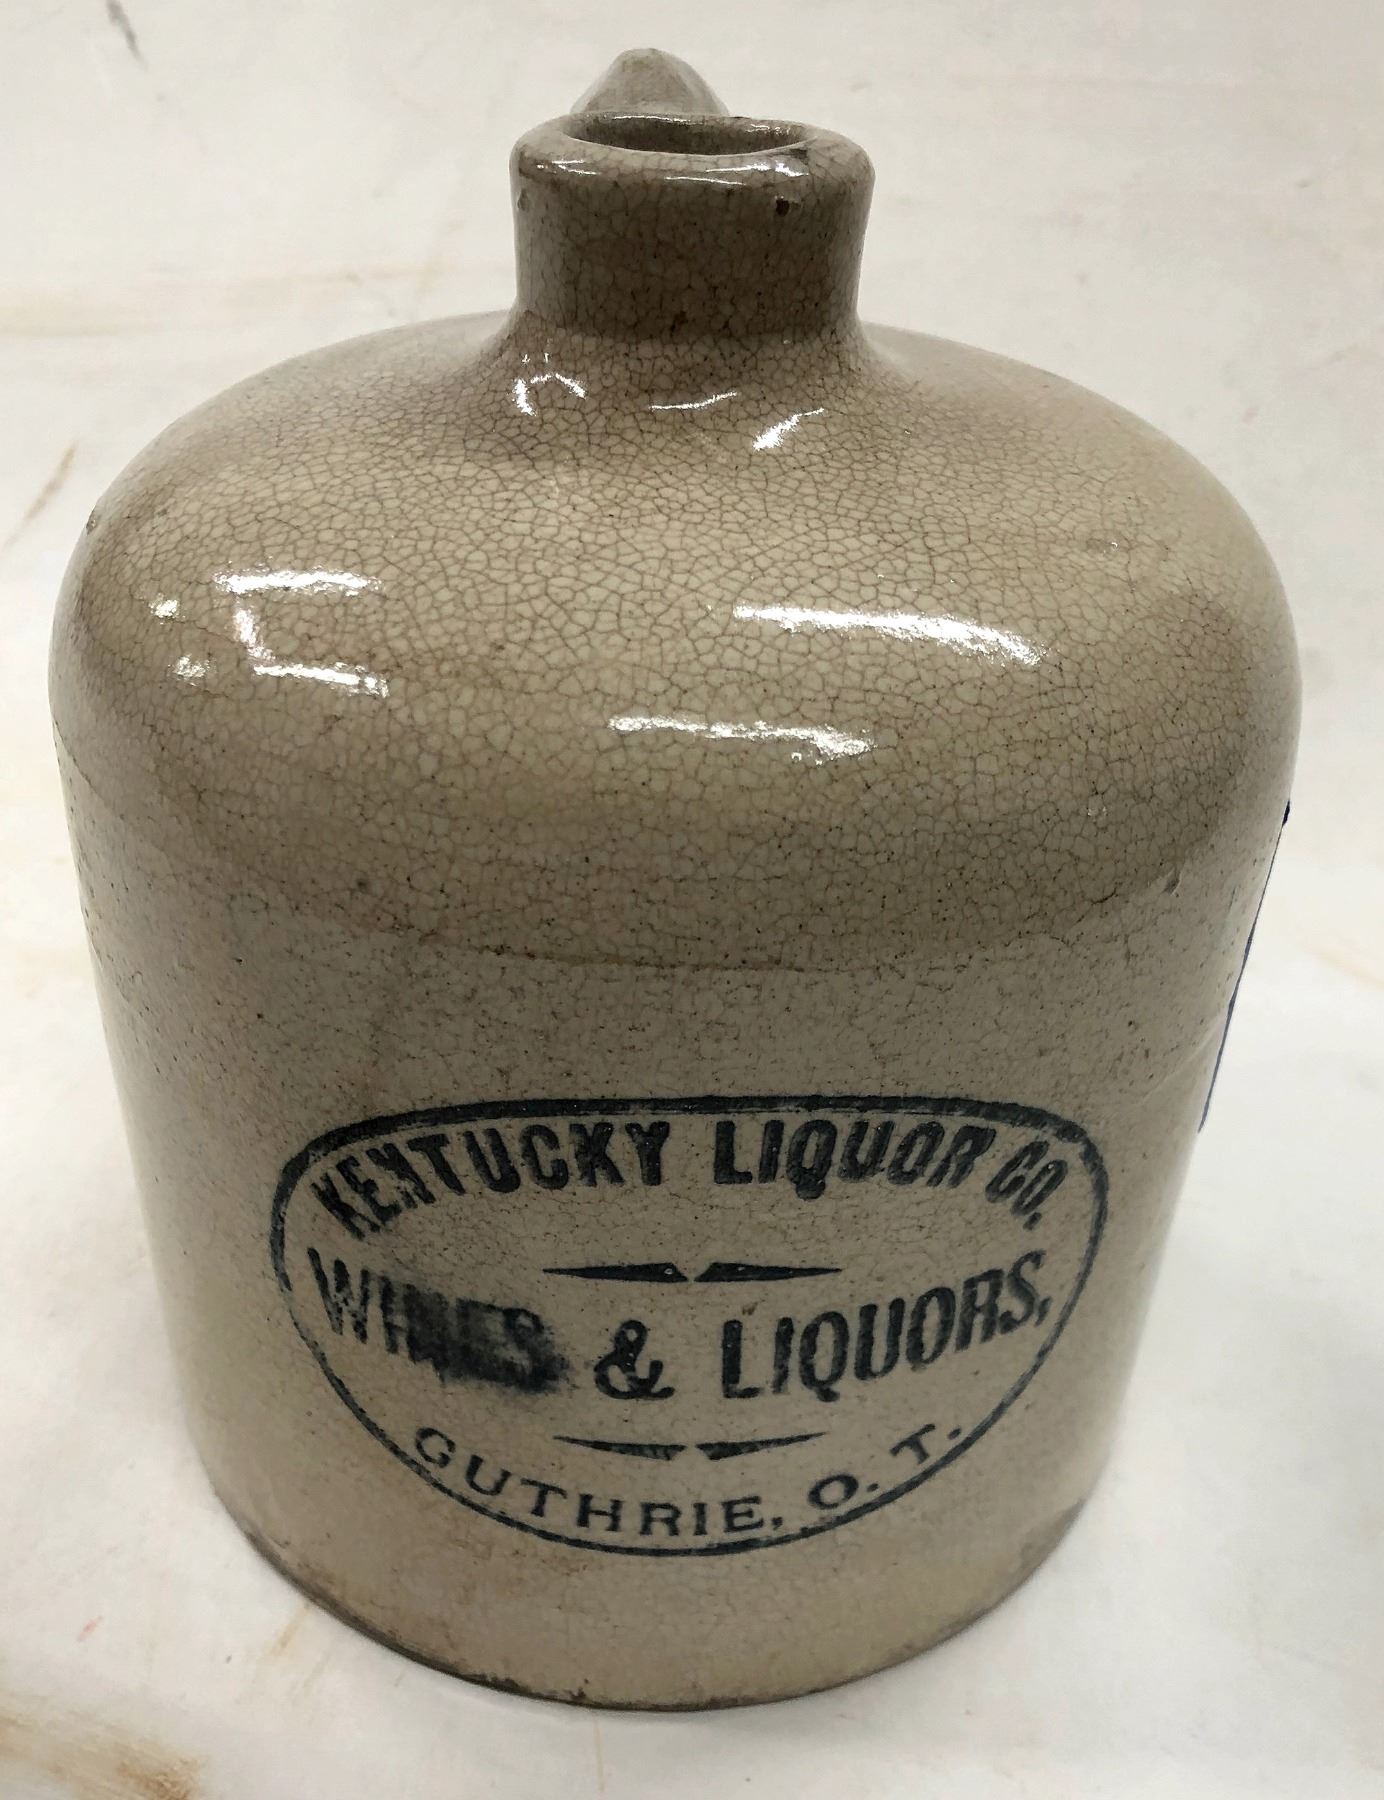 KENTUCKY LIQUOR CO.
WINES & LIQUORS,
GUTHRIE, O. T.